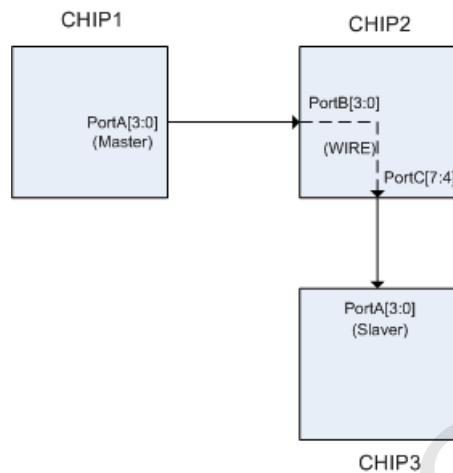 CHIP1
CHIP2
PortA[3:0]
(Master)
PortB[3:0]
(WIRE)
PortC[7:4]
PortA[3:0]
(Slaver)
CHIP3